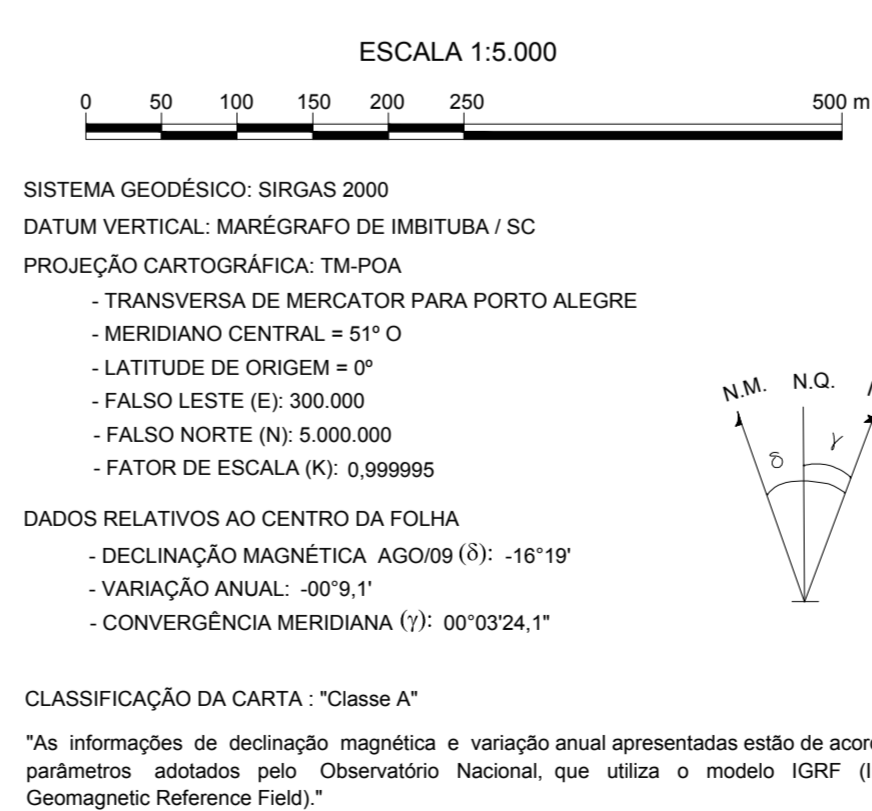 ESCALA 1:5.000
0 50 100 150 200 250 500 m
SISTEMA GEODÉSICO: SIRGAS 2000
DATUM VERTICAL: MARÉGRAFO DE IMBITUBA / SC
PROJEÇÃO CARTOGRÁFICA: TM-POA
- TRANSVERSA DE MERCATOR PARA PORTO ALEGRE
- MERIDIANO CENTRAL = 51º O
- LATITUDE DE ORIGEM = 0º
- FALSO LESTE (E): 300.000
- FALSO NORTE (N): 5.000.000
- FATOR DE ESCALA (K): 0,999995
N.M. N.Q.
δ γ
DADOS RELATIVOS AO CENTRO DA FOLHA
- DECLINAÇÃO MAGNÉTICA AGO/09 (δ): -16°19'
- VARIAÇÃO ANUAL: -00°9,1'
- CONVERGÊNCIA MERIDIANA (γ): 00°03'24,1"
CLASSIFICAÇÃO DA CARTA : "Classe A"
"As informações de declinação magnética e variação anual apresentadas estão de
parâmetros adotados pelo Observatório Nacional, que utiliza o modelo IGRF
Geomagnetic Reference Field)."